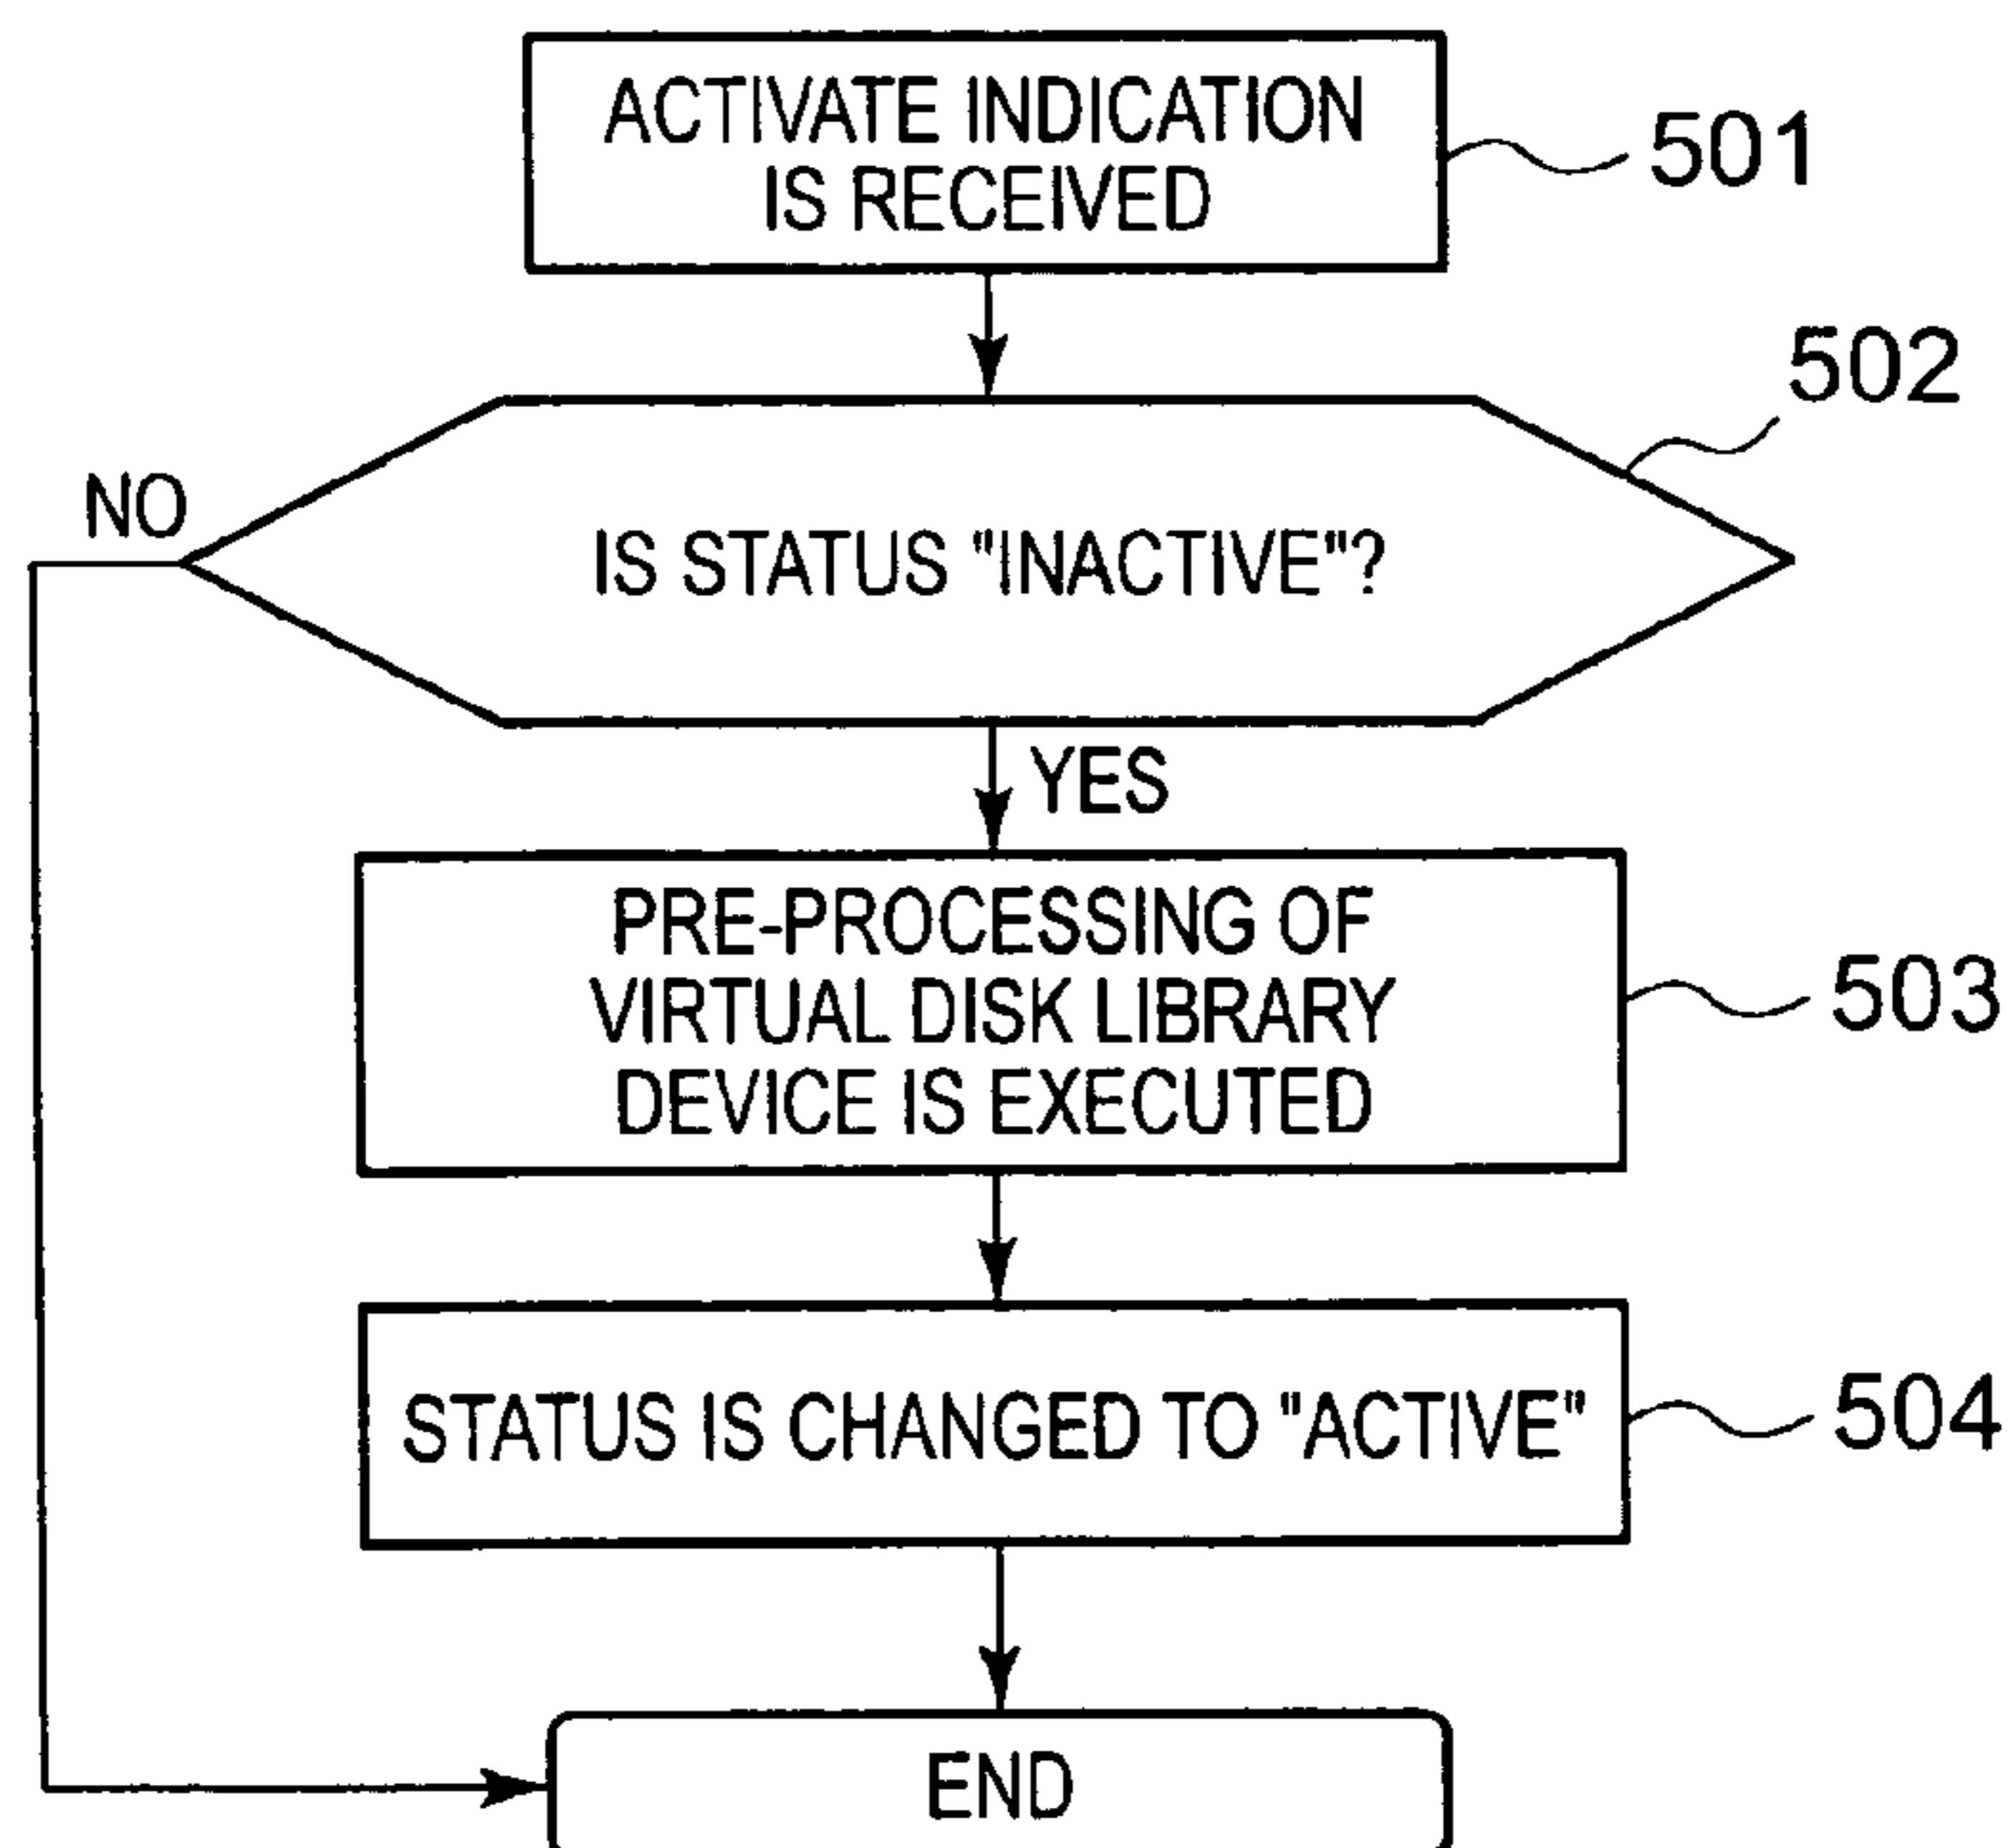 ACTIVATE INDICATION
IS RECEIVED
501
502
NO
IS STATUS "INACTIVE"?
YES
PRE-PROCESSING OF
VIRTUAL DISK LIBRARY
DEVICE IS EXECUTED
503
STATUS IS CHANGED TO "ACTIVE"
504
END